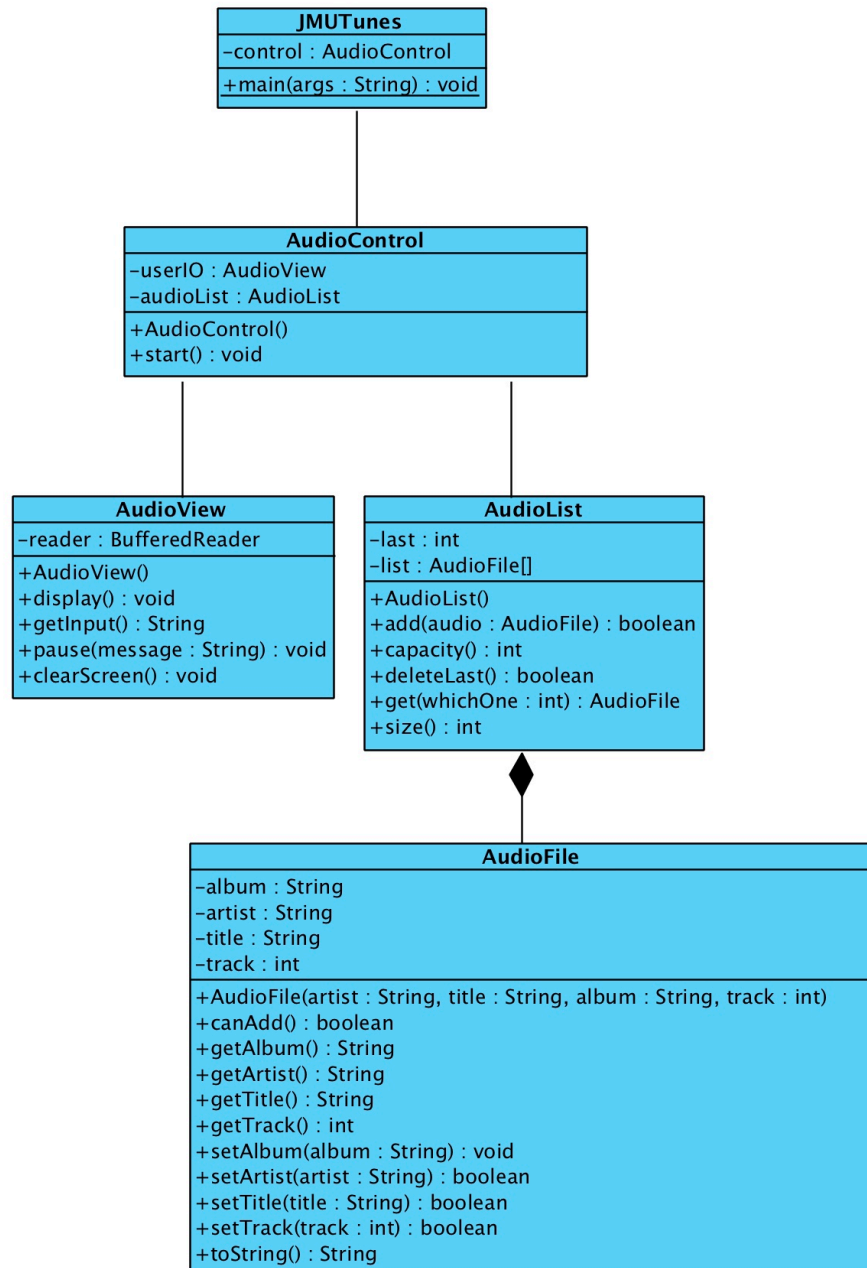 JMUTunes
-control : AudioControl
+main(args : String) : void
AudioControl
-userIO : AudioView
-audioList : AudioList
+AudioControl()
+start() : void
AudioView
-reader : BufferedReader
+AudioView()
+display() : void
+getInput() : String
+pause(message : String) : void
+clearScreen() : void
AudioList
-last : int
-list : AudioFile[]
+AudioList()
+add(audio : AudioFile) : boolean
+capacity() : int
+deleteLast() : boolean
+get(whichOne : int) : AudioFile
+size() : int
AudioFile
-album : String
-artist : String
-title : String
-track : int
+AudioFile(artist : String, title : String, album : String, track : int)
+canAdd() : boolean
+getAlbum() : String
+getArtist() : String
+getTitle() : String
+getTrack() : int
+setAlbum(album : String) : void
+setArtist(artist : String) : boolean
+setTitle(title : String) : boolean
+setTrack(track : int) : boolean
+toString() : String